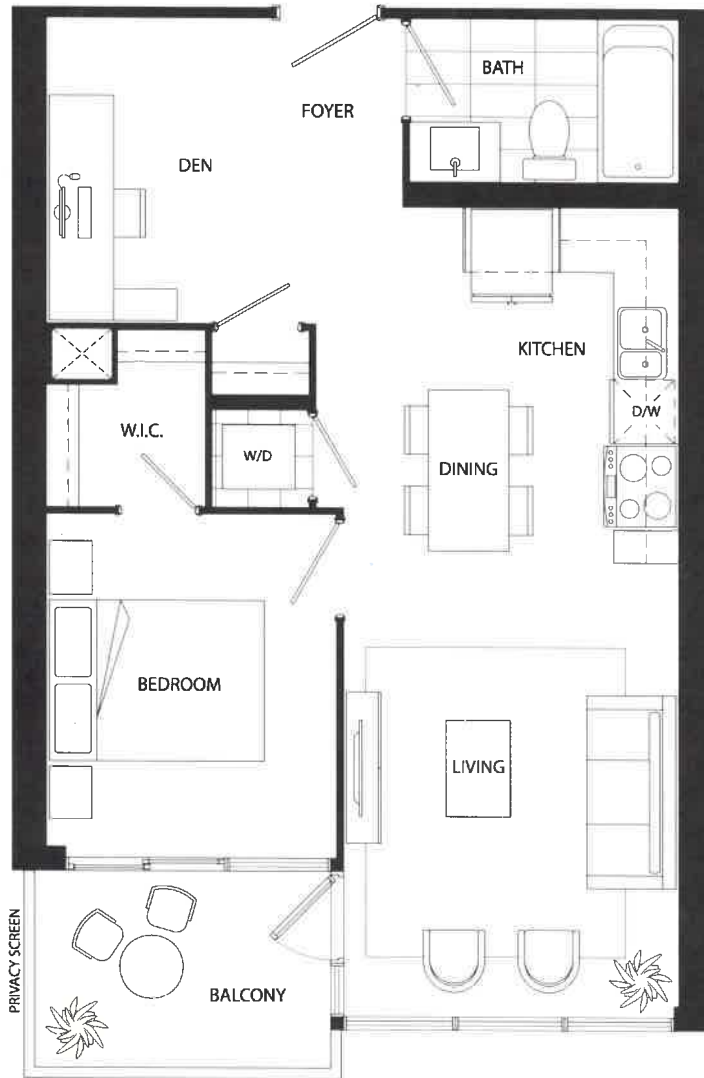 BATH
FOYER
DEN
KITCHEN
D/W
W.I.C.
W/D
DINING
BEDROOM
LIVING
PRIVACY SCREEN
BALCONY